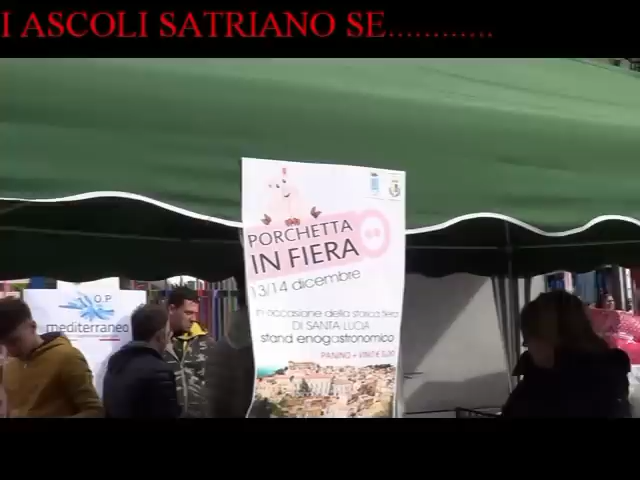 I ASCOLI SATRIANO SE............
PORCHETTA
IN FIERA
13/14 dicembre
in occasione della storica fiera
DI SANTA LUCIA
stand enogastronomico
O.P
mediterraneo